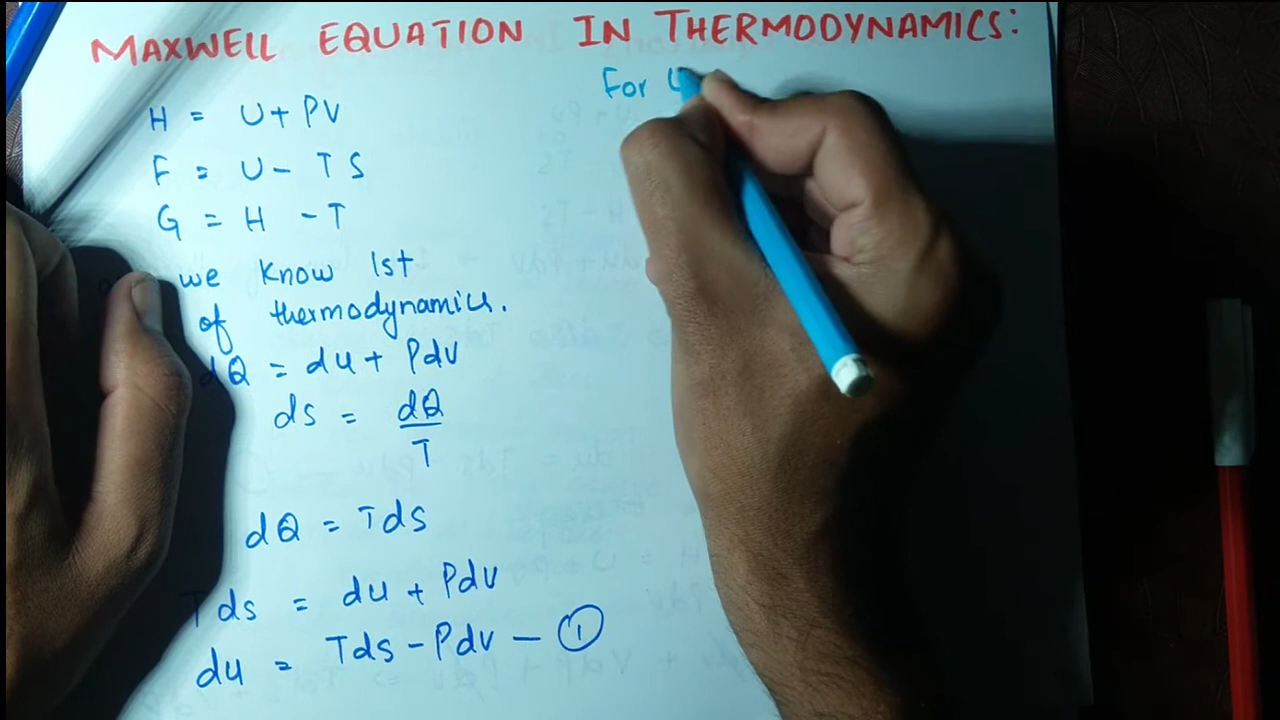 MAXWELL EQUATION IN THERMODYNAMICS:
H = U + PV
F = U - TS
G = H - T
we know 1st
of thermodynamics.
dQ = du + Pdv
ds = dQ/T
dQ = Tds
Tds = du + Pdv
du = Tds - Pdv - ①
For